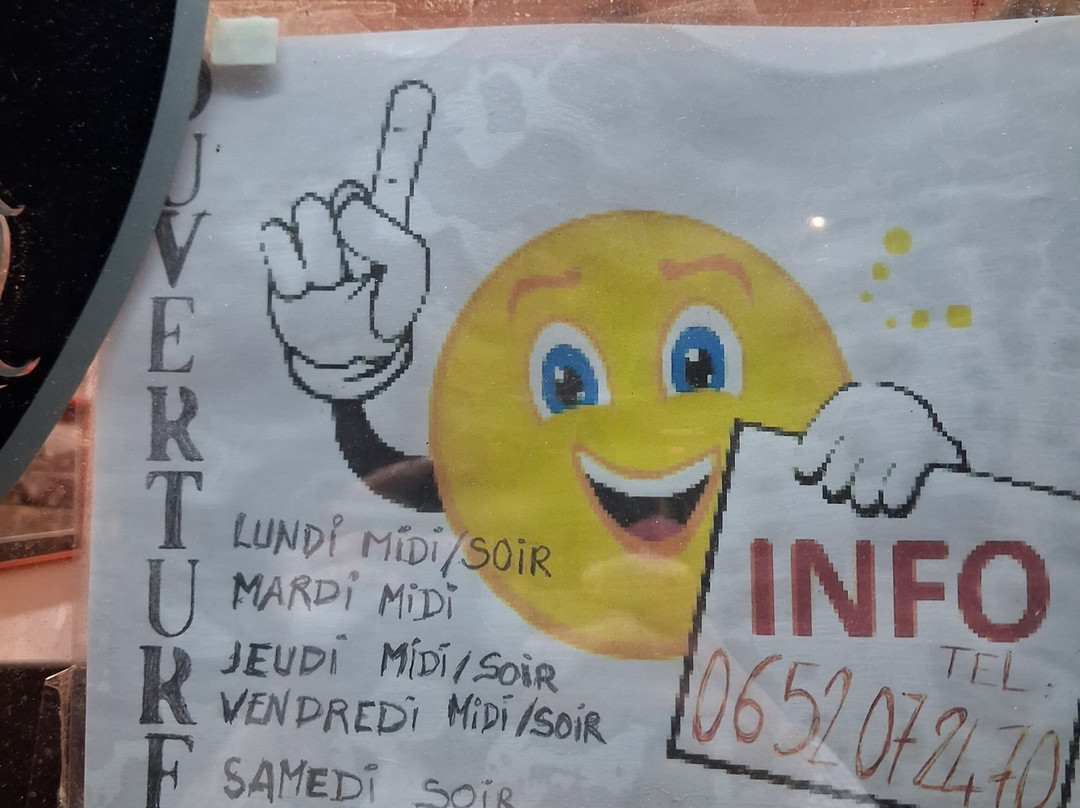 OUVERTURE
LUNDI MIDI/SOIR
MARDI MIDI
JEUDI MIDI/SOIR
VENDREDI MIDI/SOIR
SAMEDI SOIR
INFO
TEL:
0652072470